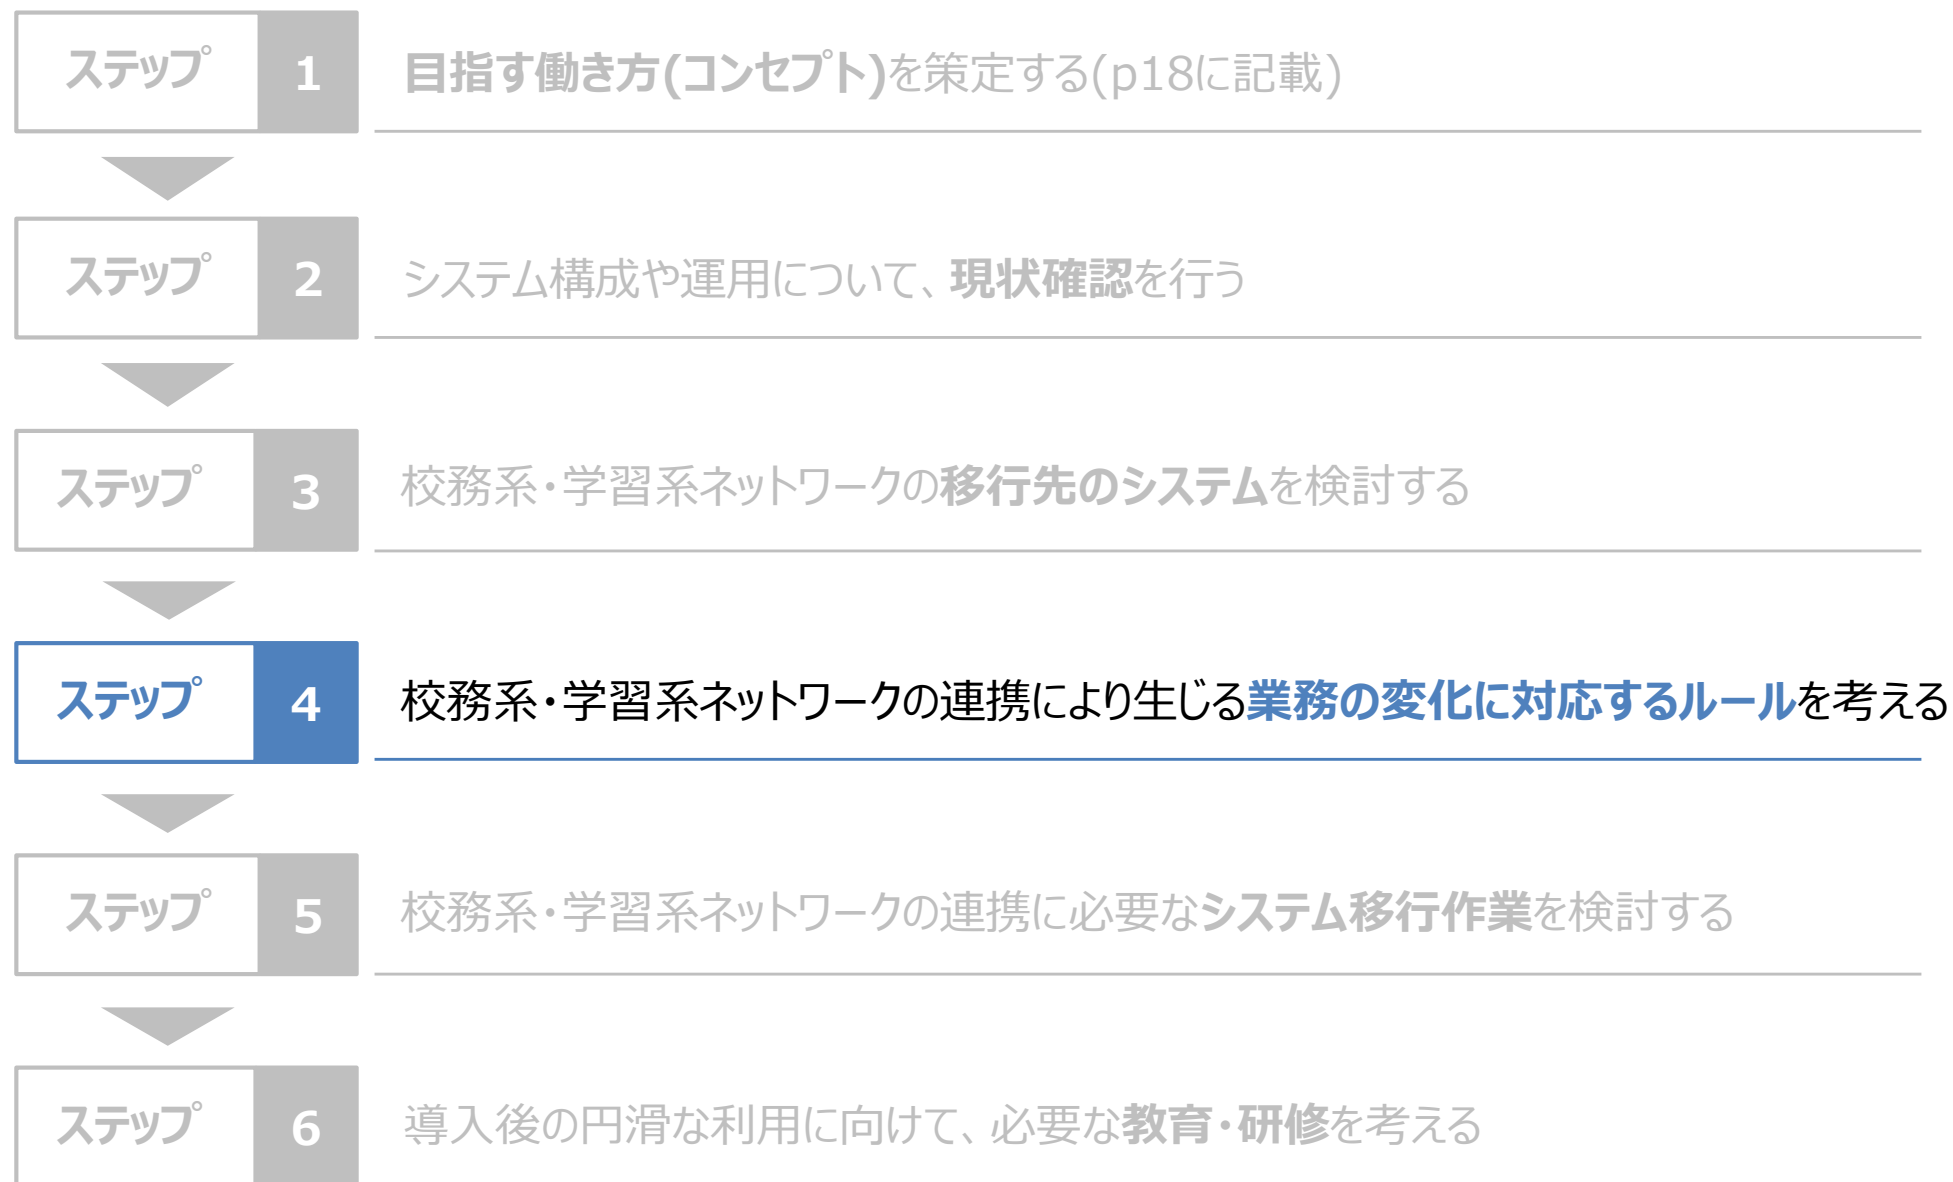 ステップ 1 目指す働き方(コンセプト)を策定する(p18に記載)
ステップ 2 システム構成や運用について、現状確認を行う
ステップ 3 校務系・学習系ネットワークの移行先のシステムを検討する
ステップ 4 校務系・学習系ネットワークの連携により生じる業務の変化に対応するルールを考える
ステップ 5 校務系・学習系ネットワークの連携に必要なシステム移行作業を検討する
ステップ 6 導入後の円滑な利用に向けて、必要な教育・研修を考える